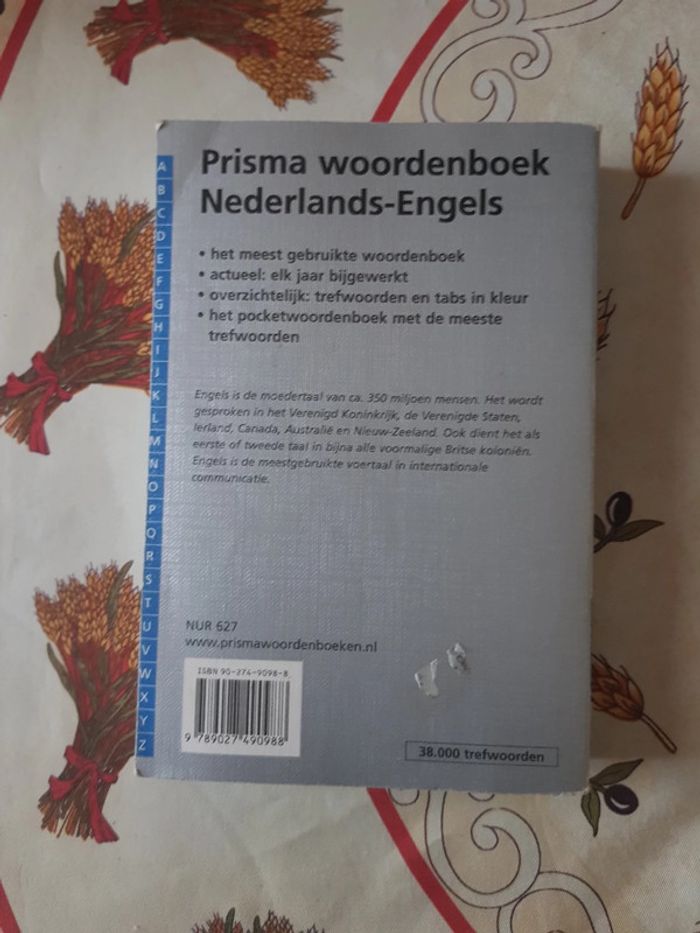 Prisma woordenboek
Nederlands-Engels
• het meest gebruikte woordenboek
• actueel: elk jaar bijgewerkt
• overzichtelijk: trefwoorden en tabs in kleur
• het pocketwoordenboek met de meeste
trefwoorden
Engels is de moedertaal van ca. 350 miljoen mensen. Het wordt
gesproken in het Verenigd Koninkrijk, de Verenigde Staten,
Ierland, Canada, Australië en Nieuw-Zeeland. Ook dient het als
eerste of tweede taal in bijna alle voormalige Britse koloniën.
Engels is de meestgebruikte voertaal in internationale
communicatie.
A
B
C
D
E
F
G
H
I
J
K
L
M
N
O
P
Q
R
S
T
U
V
W
X
Y
Z
NUR 627
www.prismawoordenboeken.nl
ISBN 90-274-9098-8
9 789027 490988
38.000 trefwoorden